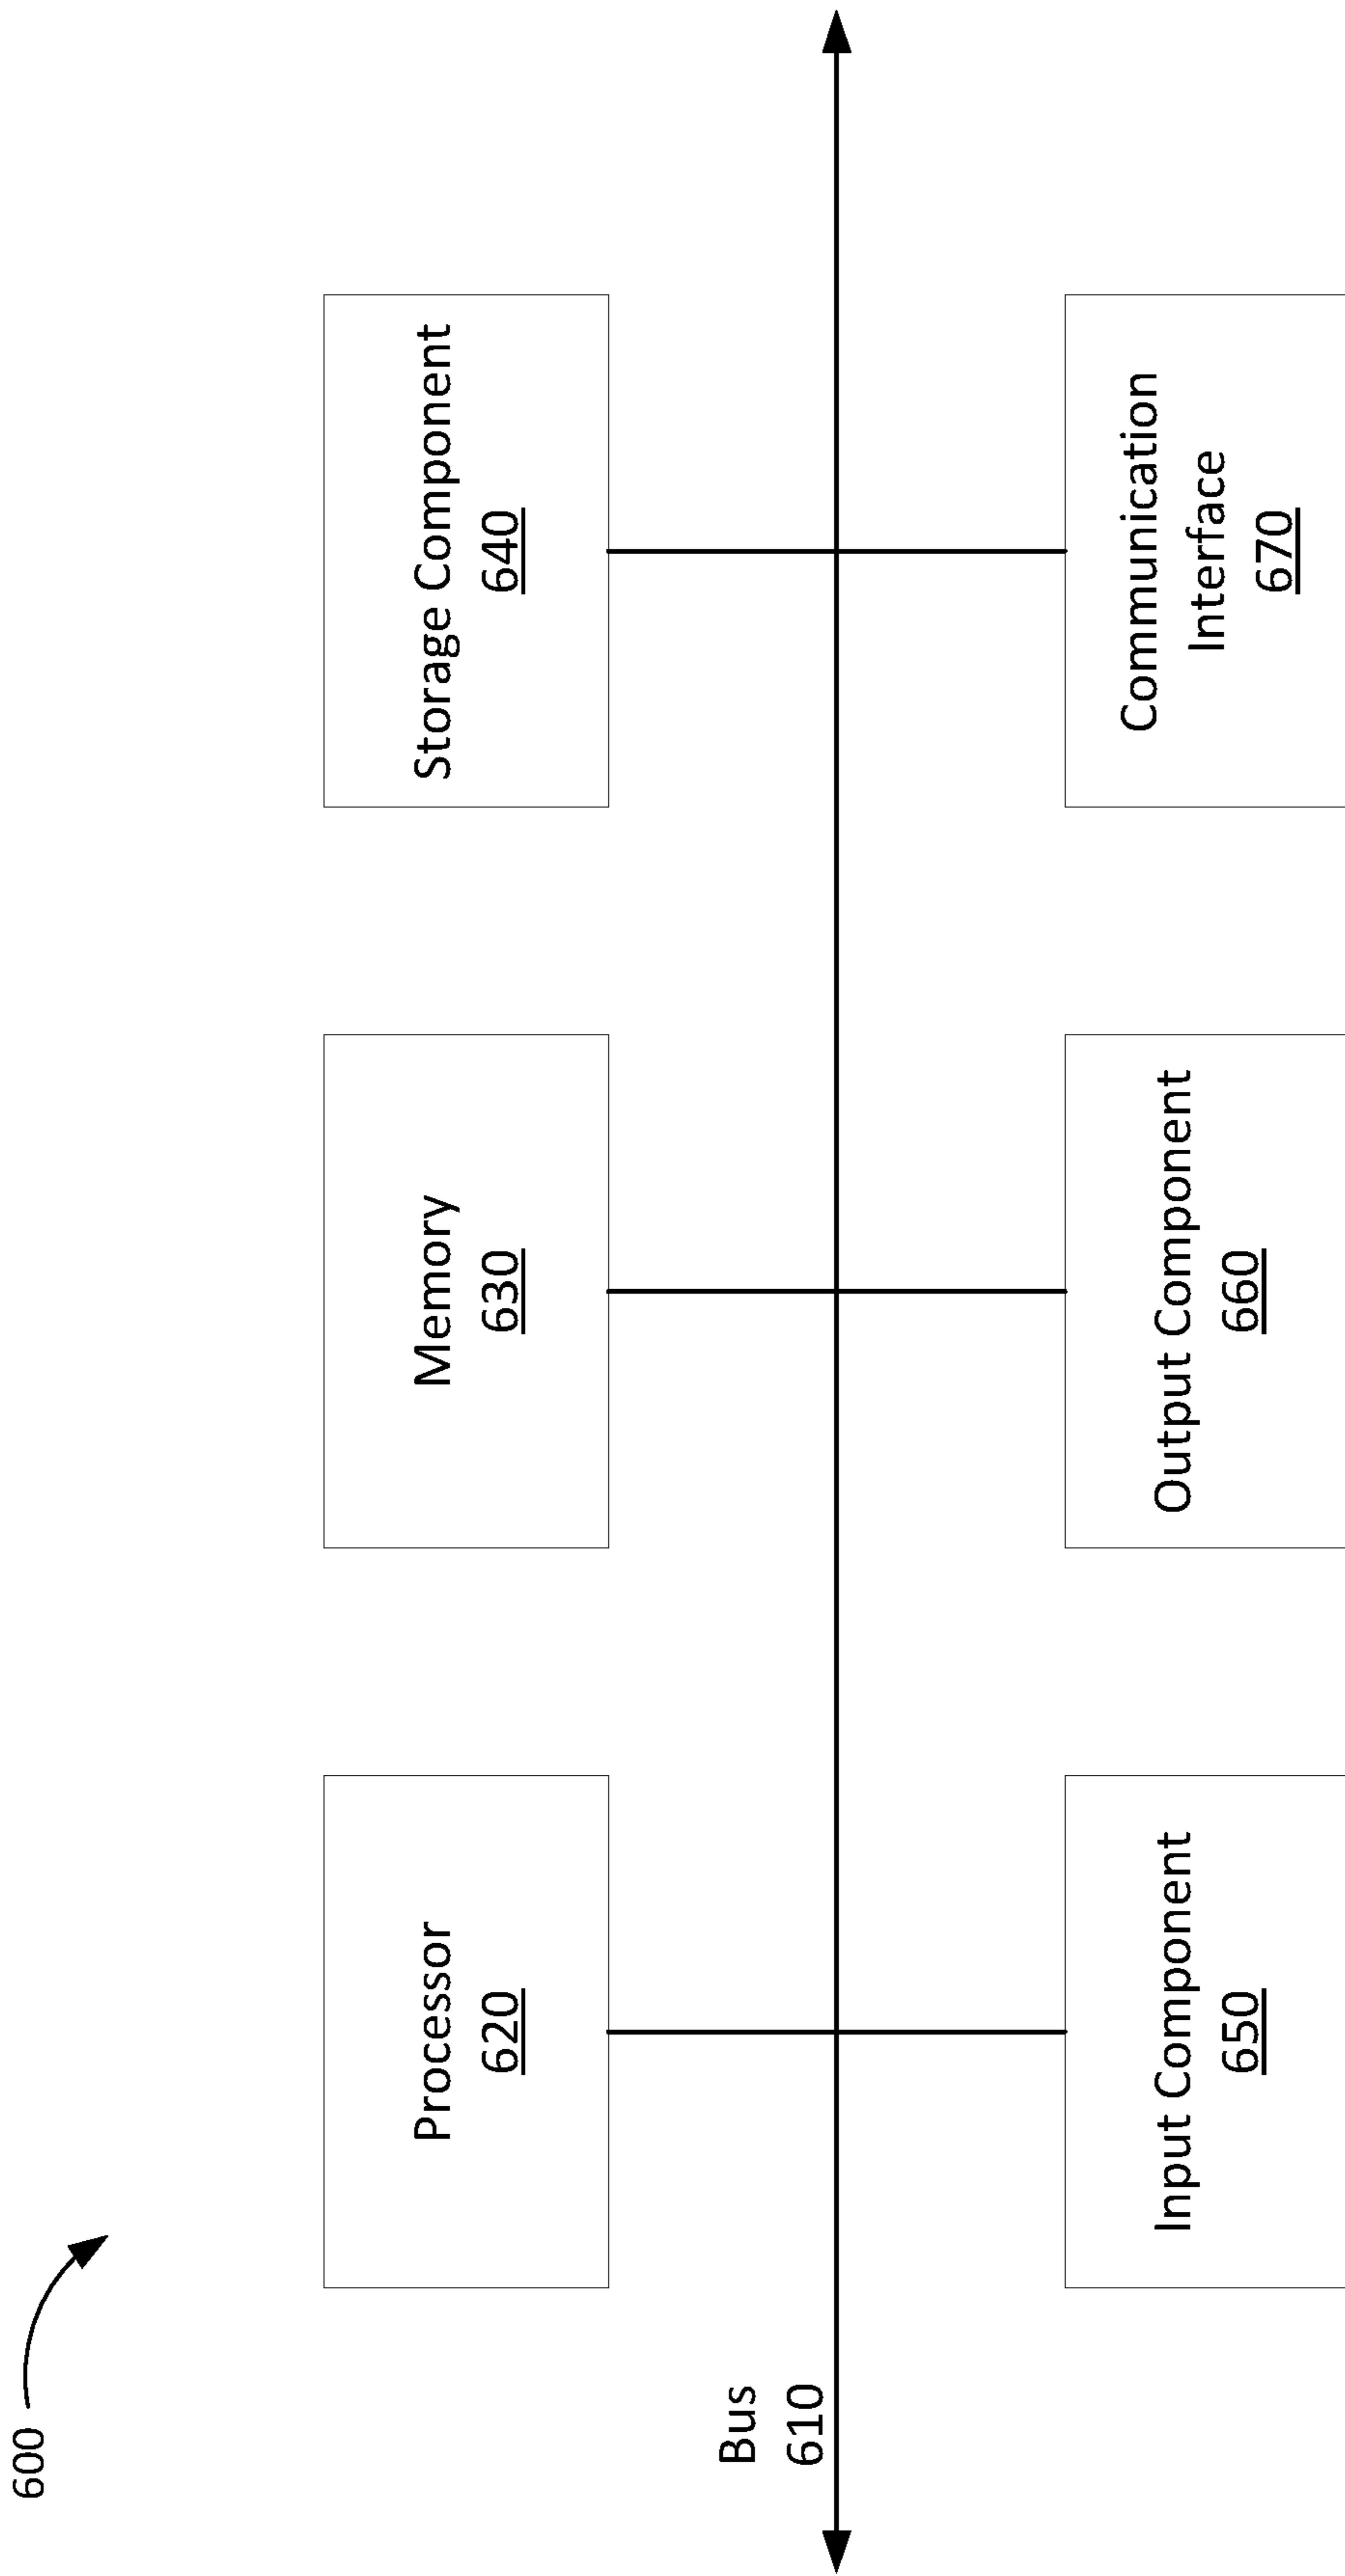 600
Processor
620
Memory
630
Storage Component
640
Bus
610
Input Component
650
Output Component
660
Communication
Interface
670